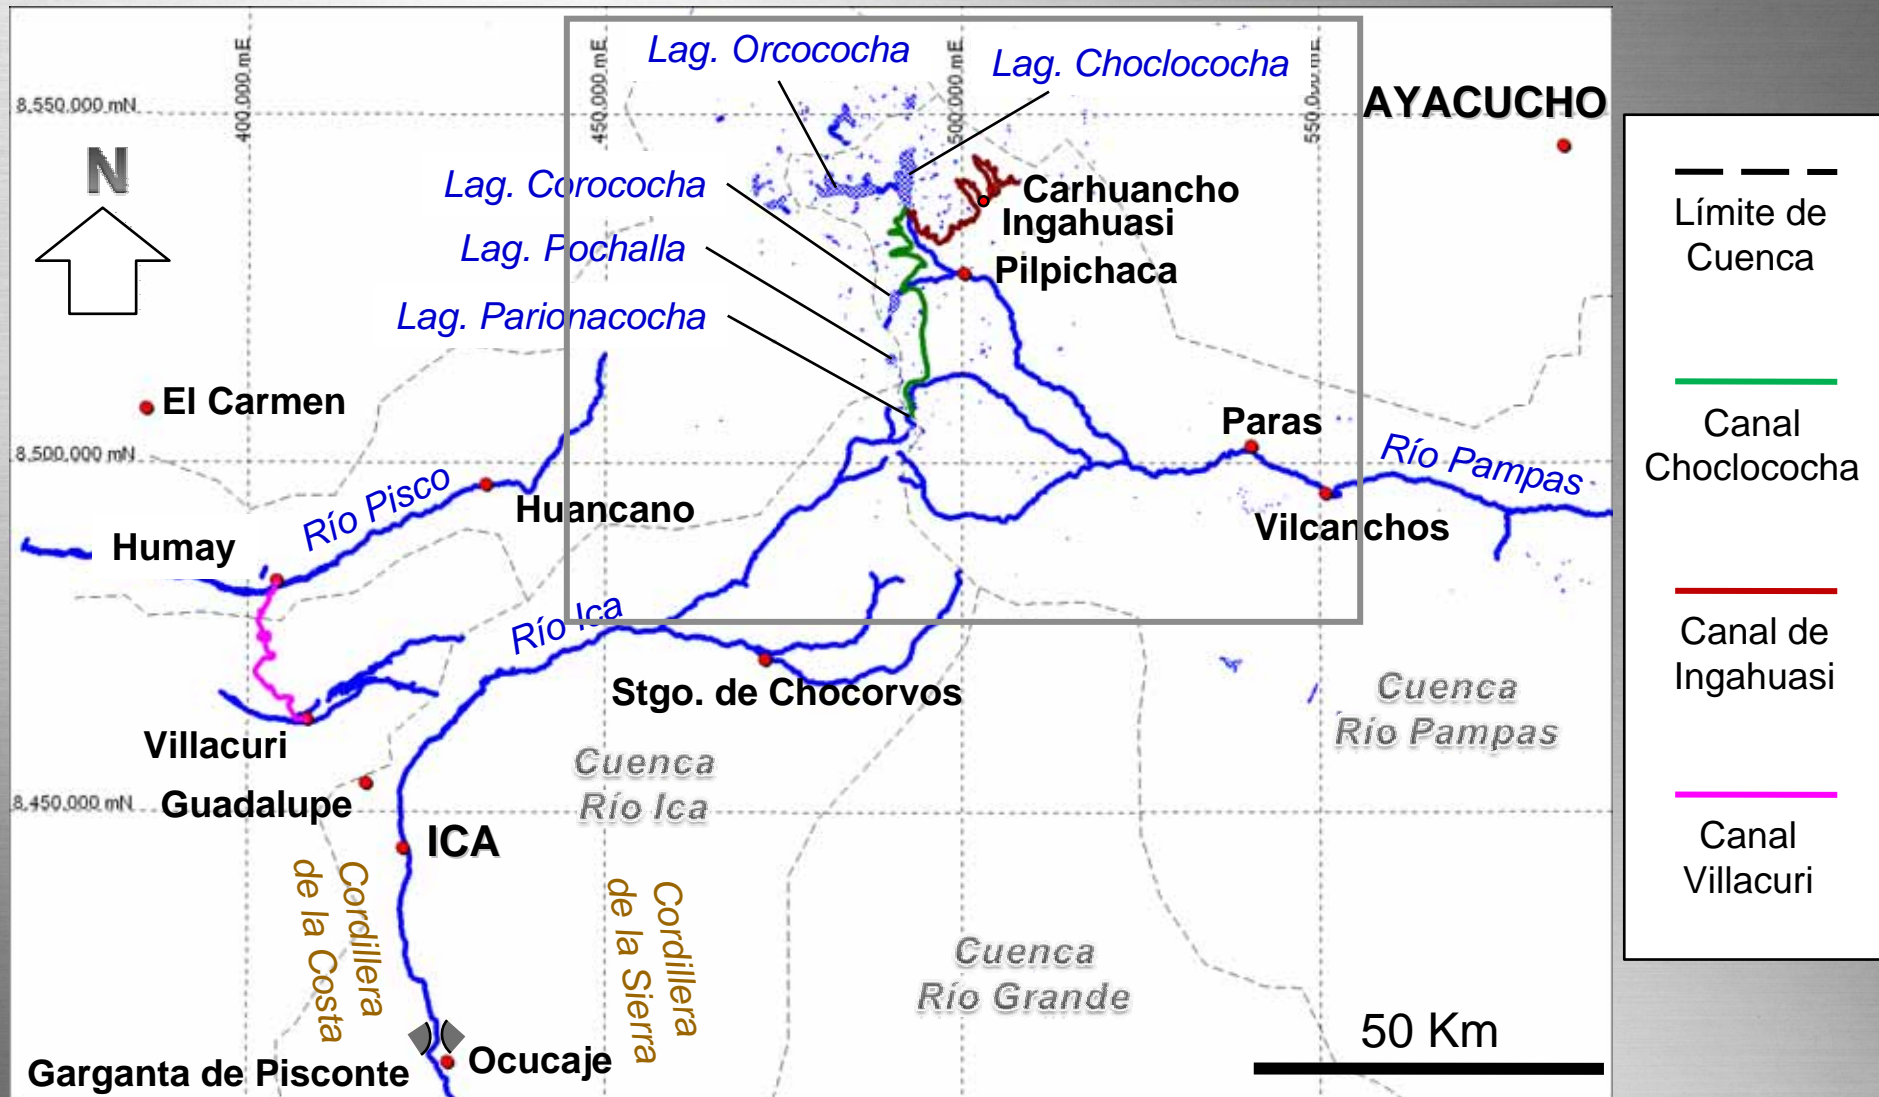 Lag. Orcococha
Lag. Choclococha
400,000 mE
450,000 mE
500,000 mE
550,000 mE
8,550,000 mN
AYACUCHO
N
Lag. Corococha
Carhuancho
Ingahuasi
Lag. Pochalla
Pilpichaca
Lag. Parionacocha
El Carmen
Paras
8,500,000 mN
Río Pisco
Río Pampas
Huancano
Vilcanchos
Humay
Río Ica
Stgo. de Chocorvos
Cuenca
Río Pampas
Villacuri
Cuenca
Río Ica
Guadalupe
8,450,000 mN
ICA
Cordillera
de la Costa
Cordillera
de la Sierra
Cuenca
Río Grande
50 Km
Ocucaje
Garganta de Pisconte
Límite de
Cuenca
Canal
Choclococha
Canal de
Ingahuasi
Canal
Villacuri